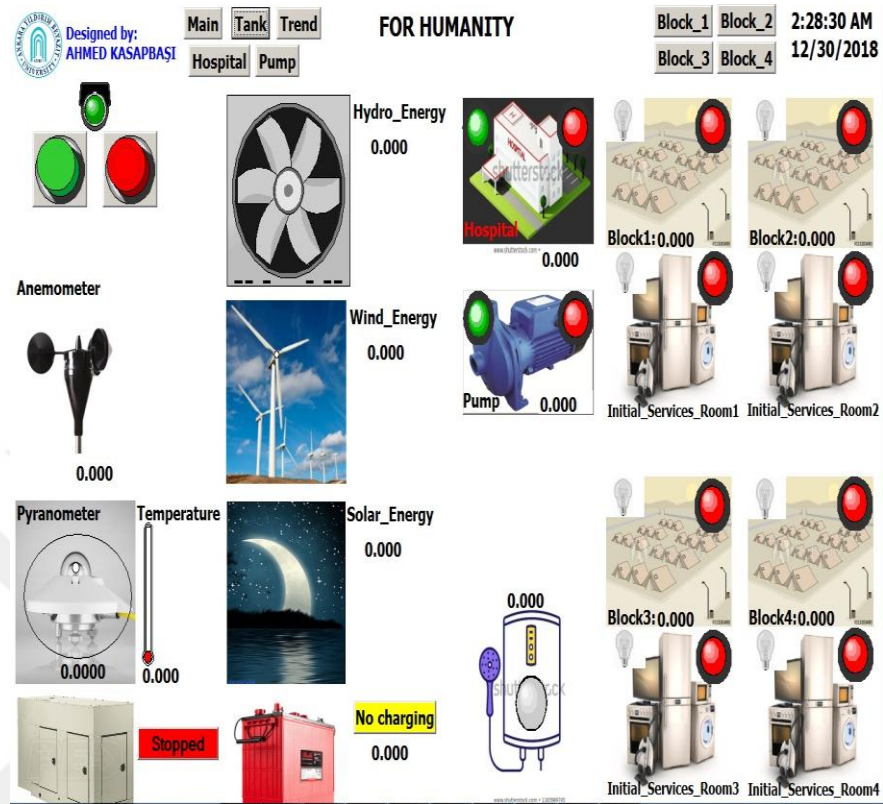 Designed by:
AHMED KASAPBAŞI
Main Tank Trend
Hospital Pump
FOR HUMANITY
Block_1 Block_2
Block_3 Block_4
2:28:30 AM
12/30/2018
Hydro_Energy
0.000
Hospital
0.000
Block1: 0.000
Block2: 0.000
Anemometer
0.000
Wind_Energy
0.000
Pump 0.000
Initial_Services_Room1
Initial_Services_Room2
Pyranometer
0.0000
Temperature
0.000
Solar_Energy
0.000
0.000
Block3: 0.000
Block4: 0.000
Stopped
No charging
0.000
Initial_Services_Room3
Initial_Services_Room4